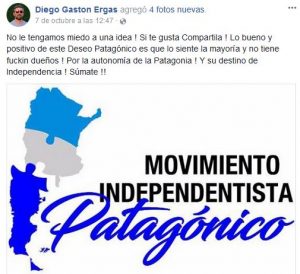 Diego Gaston Ergas agregó 4 fotos nuevas.
7 de octubre a las 12:47 ·
No le tengamos miedo a una idea ! Si te gusta Compartila ! Lo bueno y
positivo de este Deseo Patagónico es que lo siente la mayoría y no tiene
fuckin dueños ! Por la autonomía de la Patagonia ! Y su destino de
Independencia ! Súmate !!
MOVIMIENTO
INDEPENDENTISTA
Patagónico